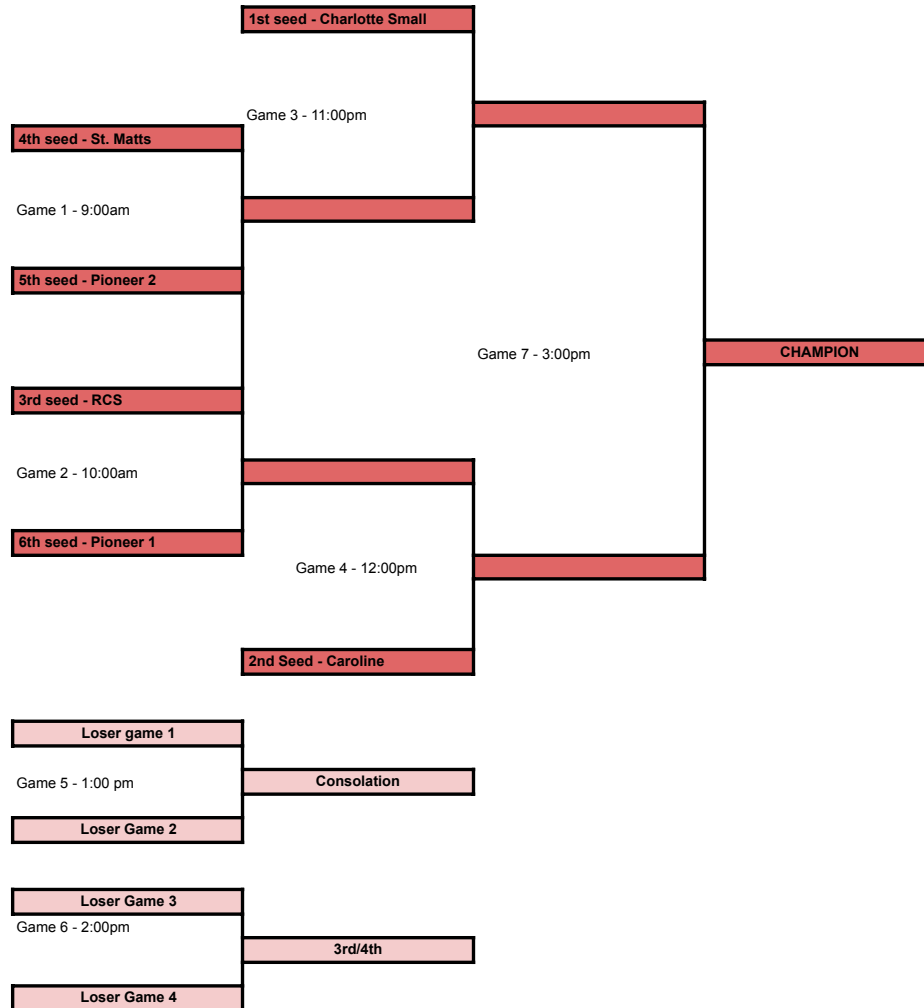 1st seed - Charlotte Small
Game 3 - 11:00pm
4th seed - St. Matts
Game 1 - 9:00am
5th seed - Pioneer 2
Game 7 - 3:00pm
CHAMPION
3rd seed - RCS
Game 2 - 10:00am
6th seed - Pioneer 1
Game 4 - 12:00pm
2nd Seed - Caroline
Loser game 1
Game 5 - 1:00 pm
Consolation
Loser Game 2
Loser Game 3
Game 6 - 2:00pm
3rd/4th
Loser Game 4